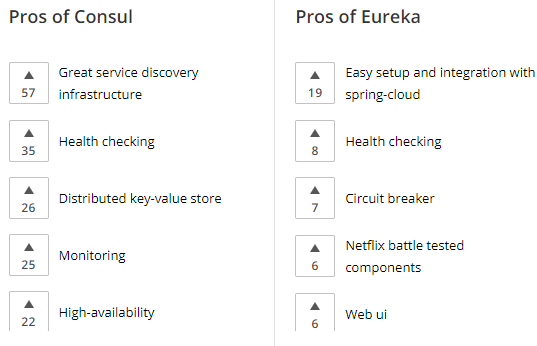 Pros of Consul
57
Great service discovery
infrastructure
35
Health checking
26
Distributed key-value store
25
Monitoring
22
High-availability
Pros of Eureka
19
Easy setup and integration with
spring-cloud
8
Health checking
7
Circuit breaker
6
Netflix battle tested
components
6
Web ui